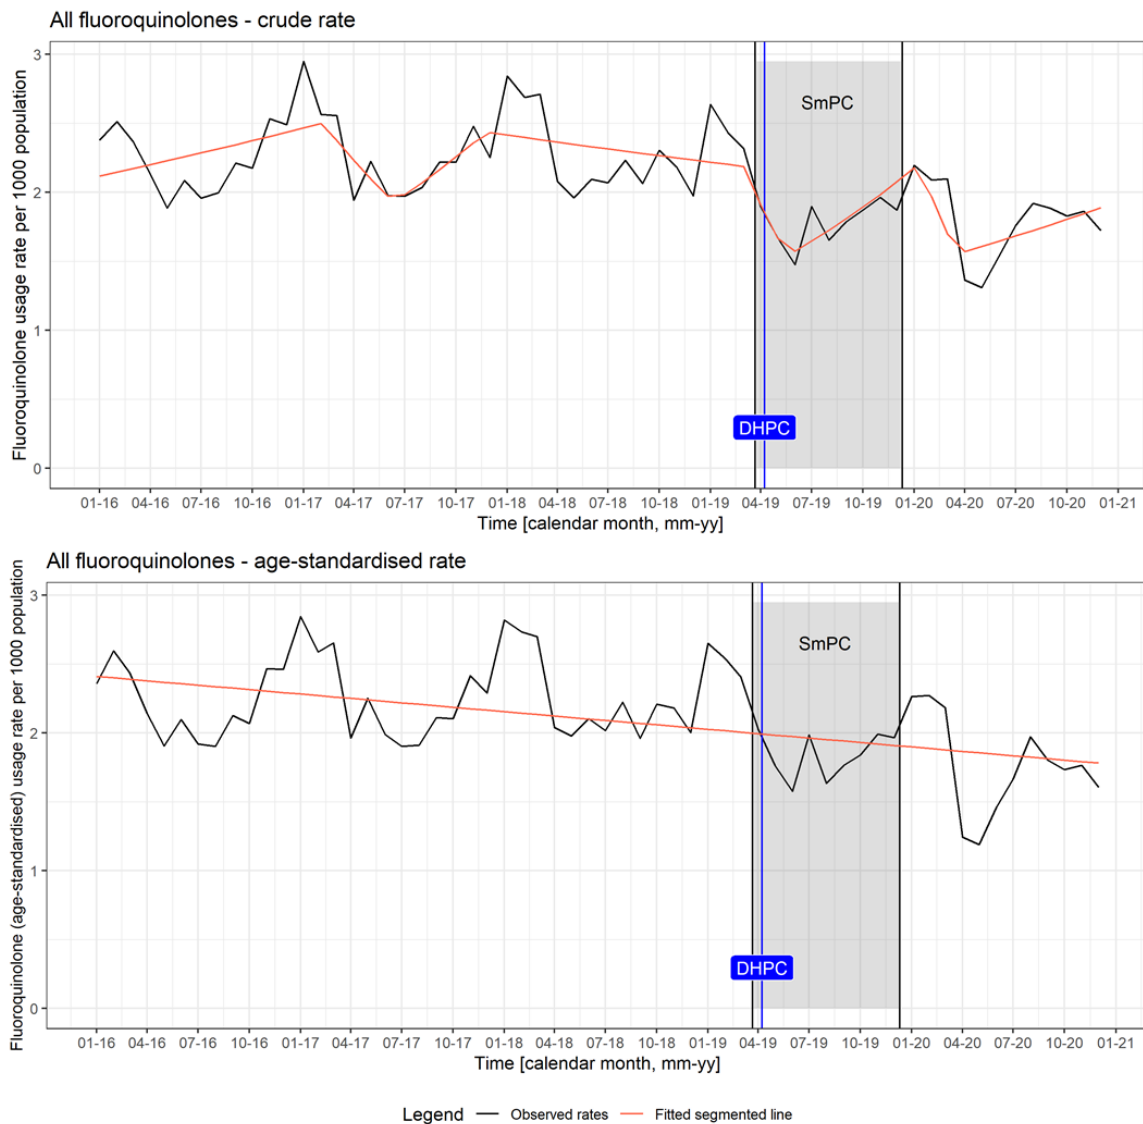 All fluoroquinolones - crude rate
Fluoroquinolone usage rate per 1000 population
3
2
1
0
SmPC
DHPC
01-16 04-16 07-16 10-16 01-17 04-17 07-17 10-17 01-18 04-18 07-18 10-18 01-19 04-19 07-19 10-19 01-20 04-20 07-20 10-20 01-21
Time [calendar month, mm-yy]
All fluoroquinolones - age-standardised rate
Fluoroquinolone (age-standardised) usage rate per 1000 population
3
2
1
0
SmPC
DHPC
01-16 04-16 07-16 10-16 01-17 04-17 07-17 10-17 01-18 04-18 07-18 10-18 01-19 04-19 07-19 10-19 01-20 04-20 07-20 10-20 01-21
Time [calendar month, mm-yy]
Legend Observed rates Fitted segmented line